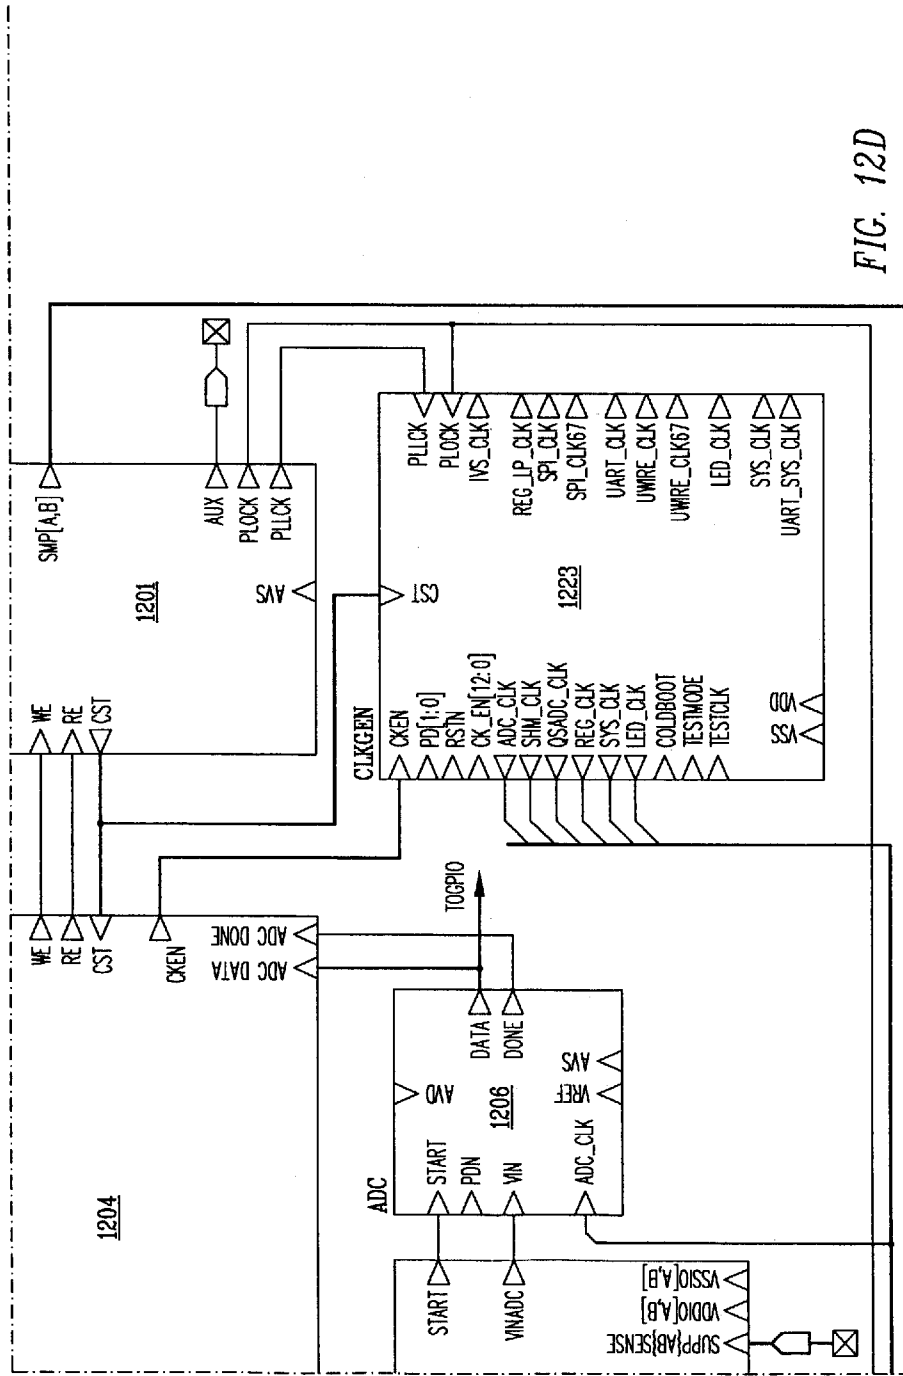 SMP[A,B]
1201
AUX
PLOCK
PLLCK
AVS
WE
RE
CST
WE
RE
CST
CKEN
ADC DONE
ADC DATA
1204
CLKGEN
CST
CKEN
PD[1:0]
RSTN
CK_EN[12:0]
ADC_CLK
SHM_CLK
QSADC_CLK
REG_CLK
SYS_CLK
LED_CLK
COLDBOOT
TESTMODE
TESTCLK
1223
PLLCK
PLOCK
IVS_CLK
REG_LP_CLK
SPI_CLK
SPI_CLK67
UART_CLK
UWIRE_CLK
UWIRE_CLK67
LED_CLK
SYS_CLK
UART_SYS_CLK
VSS
VDD
TOGPIO
ADC
START
PDN
VIN
ADC_CLK
AVD
1206
DATA
DONE
VREF
AVS
START
VINADC
SUPP{AB}SENSE
VDDIO[A,B]
VSSIO[A,B]
FIG. 12D